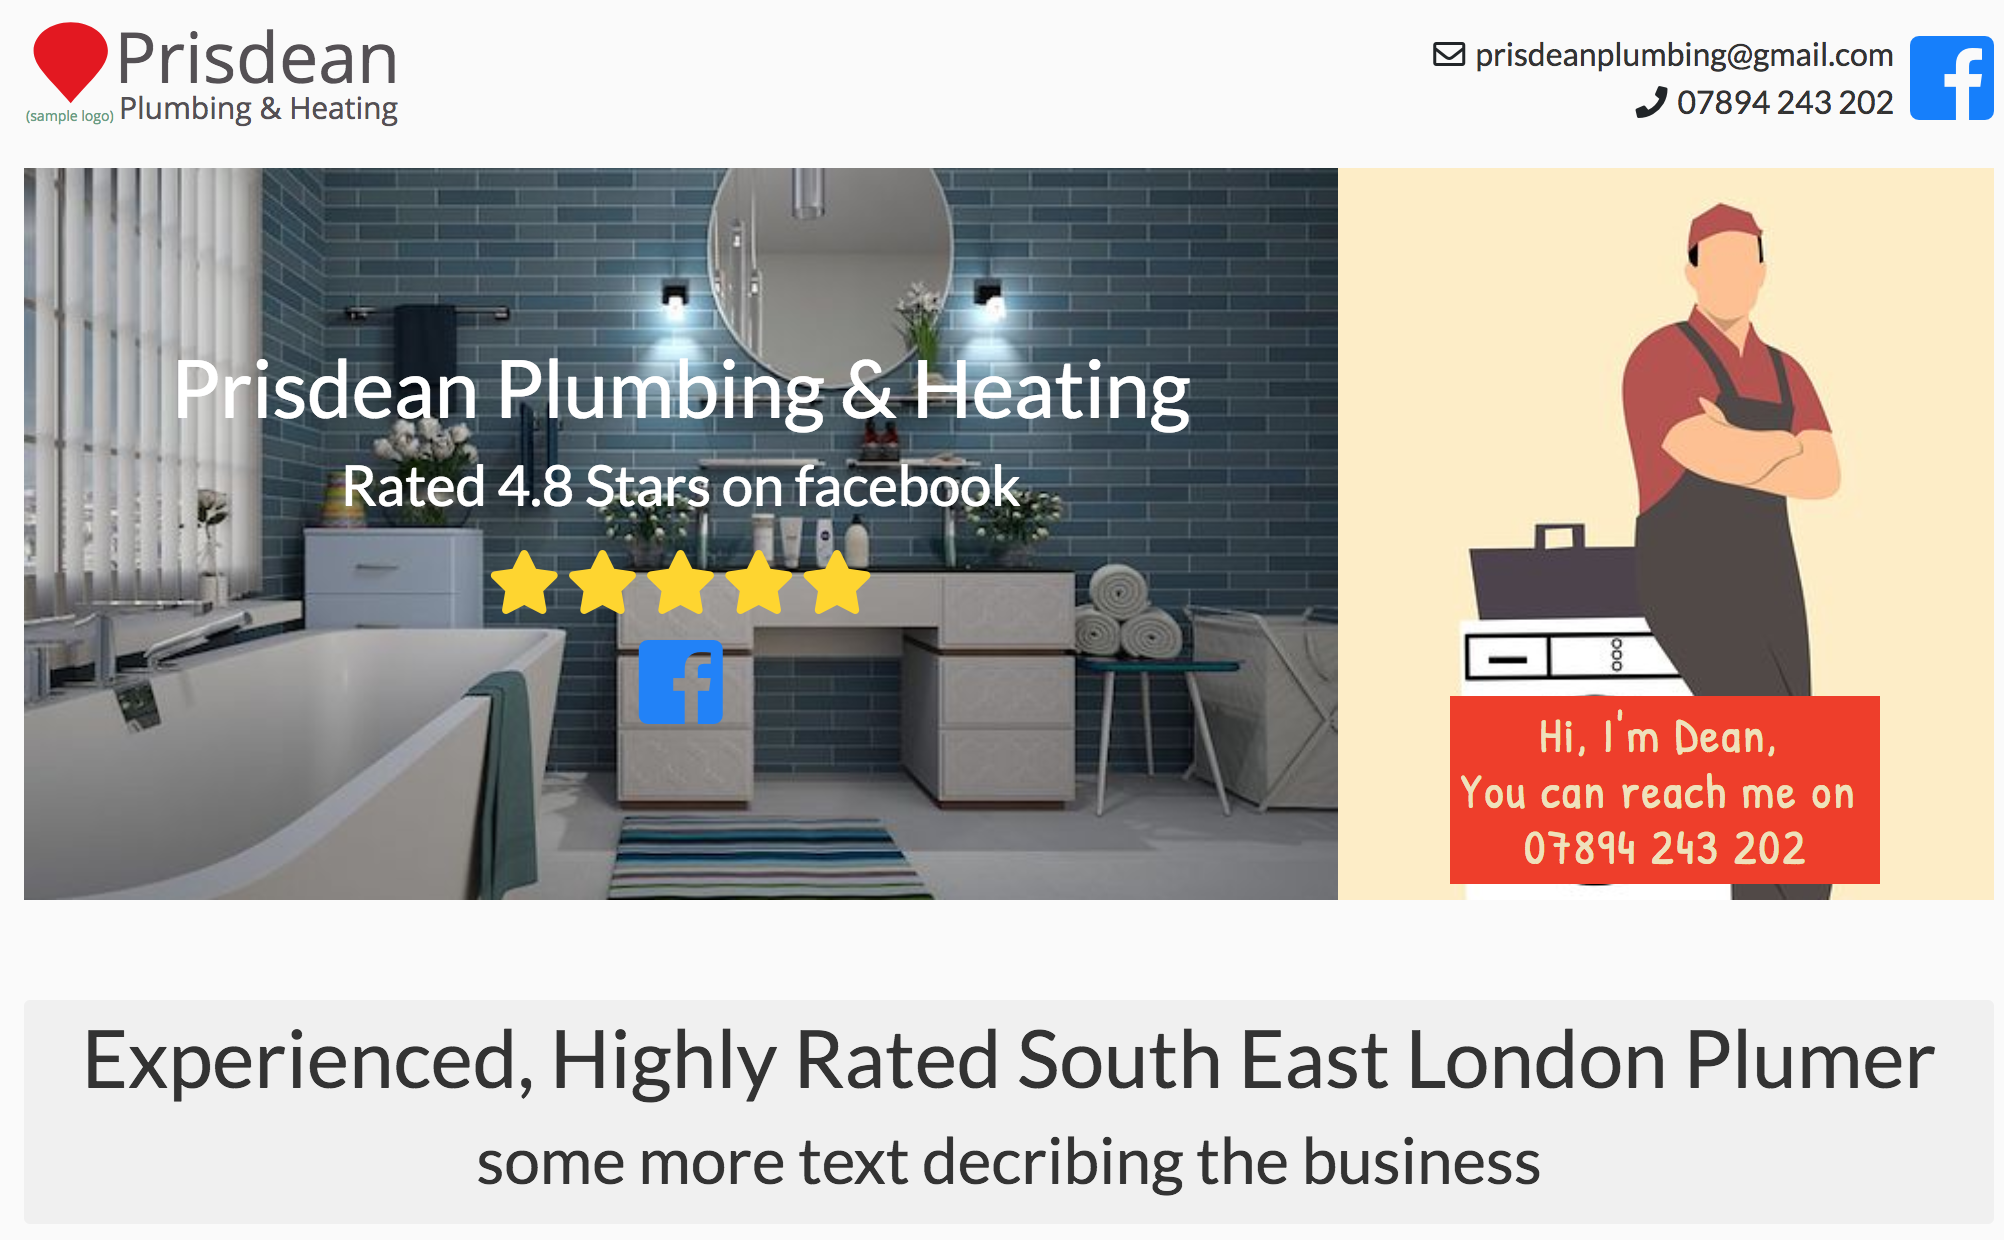 Prisdean
Plumbing & Heating
(sample logo)
prisdeanplumbing@gmail.com
07894 243 202
Prisdean Plumbing & Heating
Rated 4.8 Stars on facebook
Hi, I'm Dean,
You can reach me on
07894 243 202
Experienced, Highly Rated South East London Plumer
some more text decribing the business